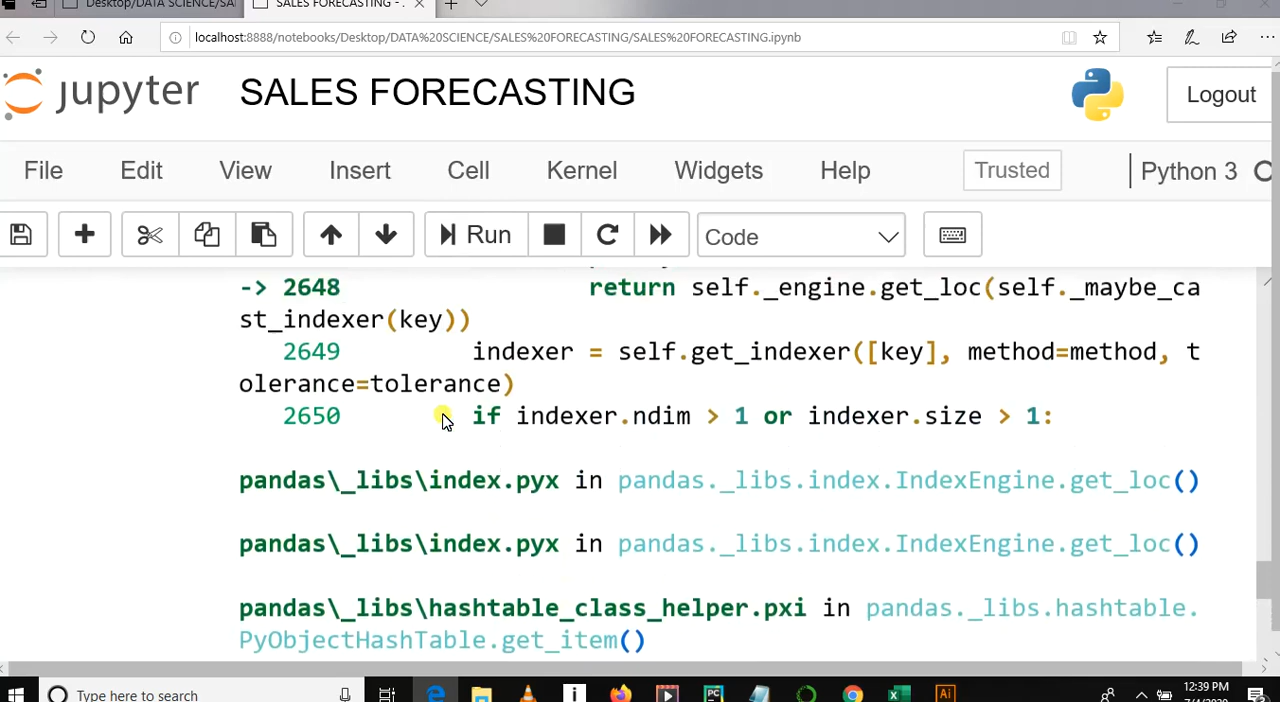 Desktop/DATA SCIENCE/SA
SALES FORECASTING -
localhost:8888/notebooks/Desktop/DATA%20SCIENCE/SALES%20FORECASTING/SALES%20FORECASTING.ipynb
jupyter SALES FORECASTING Logout
File Edit View Insert Cell Kernel Widgets Help Trusted Python 3
Run Code
-> 2648 return self._engine.get_loc(self._maybe_ca
st_indexer(key))
2649 indexer = self.get_indexer([key], method=method, t
olerance=tolerance)
2650 if indexer.ndim > 1 or indexer.size > 1:
pandas\_libs\index.pyx in pandas._libs.index.IndexEngine.get_loc()
pandas\_libs\index.pyx in pandas._libs.index.IndexEngine.get_loc()
pandas\_libs\hashtable_class_helper.pxi in pandas._libs.hashtable.
PyObjectHashTable.get_item()
Type here to search
PC
Ai
12:39 PM